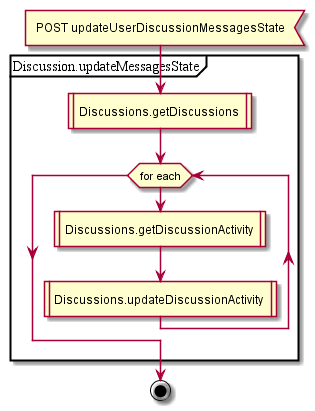 POST updateUserDiscussionMessagesState
Discussion.updateMessagesState
Discussions.getDiscussions
for each
Discussions.getDiscussionActivity
Discussions.updateDiscussionActivity